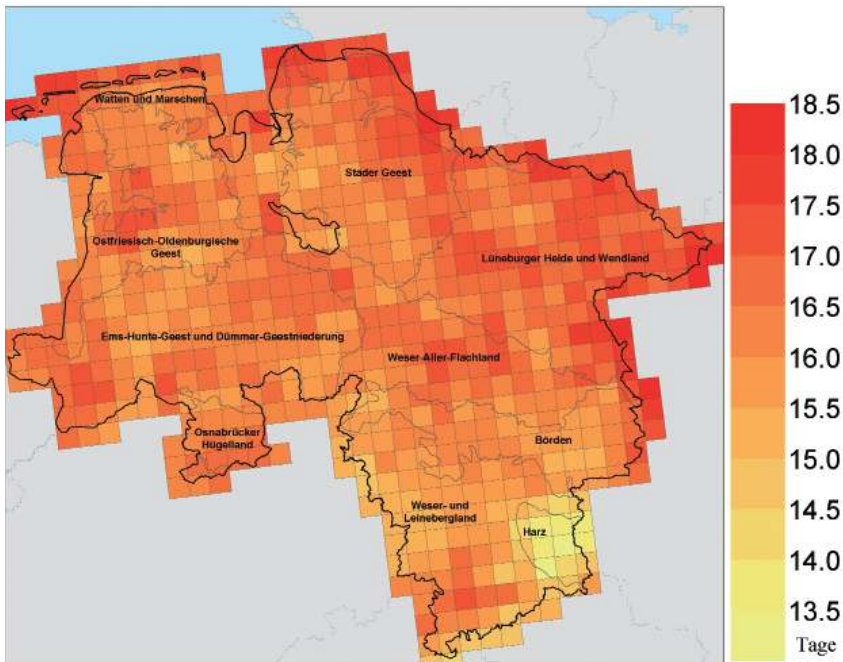 Watten und Marschen
Stader Geest
Ostfriesisch-Oldenburgische
Geest
Lüneburger Heide und Wendland
Ems-Hunte-Geest und Dümmer-Geestniederung
Weser-Aller-Flachland
Osnabrücker
Hügelland
Börden
Weser- und
Leinebergland
Harz
18.5
18.0
17.5
17.0
16.5
16.0
15.5
15.0
14.5
14.0
13.5
Tage